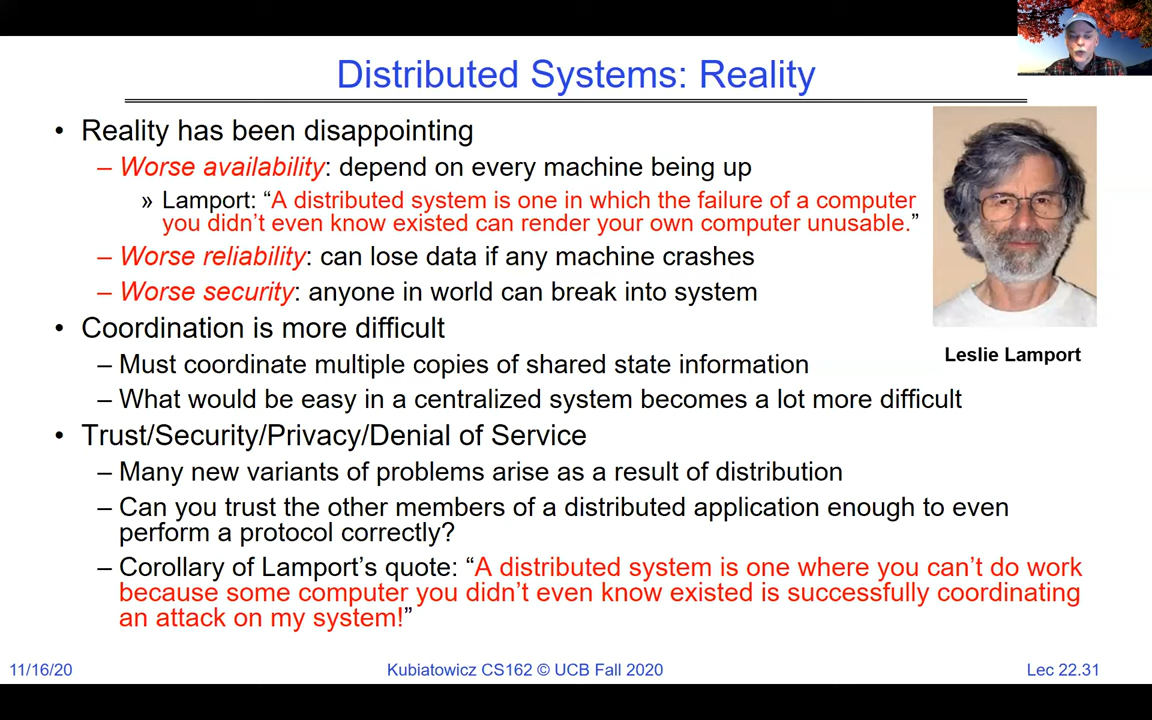 Distributed Systems: Reality
• Reality has been disappointing
– Worse availability: depend on every machine being up
» Lamport: “A distributed system is one in which the failure of a computer
you didn’t even know existed can render your own computer unusable.”
– Worse reliability: can lose data if any machine crashes
– Worse security: anyone in world can break into system
• Coordination is more difficult
Leslie Lamport
– Must coordinate multiple copies of shared state information
– What would be easy in a centralized system becomes a lot more difficult
• Trust/Security/Privacy/Denial of Service
– Many new variants of problems arise as a result of distribution
– Can you trust the other members of a distributed application enough to even
perform a protocol correctly?
– Corollary of Lamport’s quote: “A distributed system is one where you can’t do work
because some computer you didn’t even know existed is successfully coordinating
an attack on my system!”
11/16/20
Kubiatowicz CS162 © UCB Fall 2020
Lec 22.31